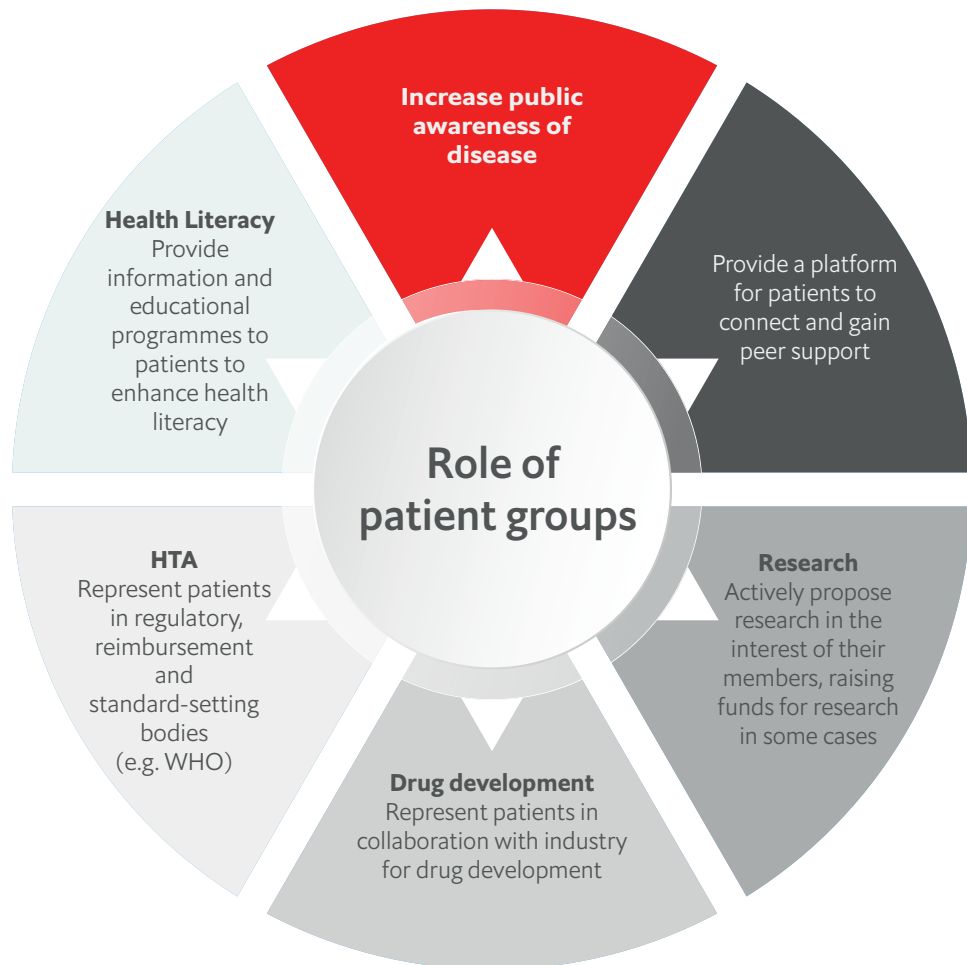 Increase public
awareness of
disease
Provide a platform
for patients to
connect and gain
peer support
Research
Actively propose
research in the
interest of their
members, raising
funds for research
in some cases
Drug development
Represent patients in
collaboration with industry
for drug development
HTA
Represent patients
in regulatory,
reimbursement
and
standard-setting
bodies
(e.g. WHO)
Health Literacy
Provide
information and
educational
programmes to
patients to
enhance health
literacy
Role of
patient groups